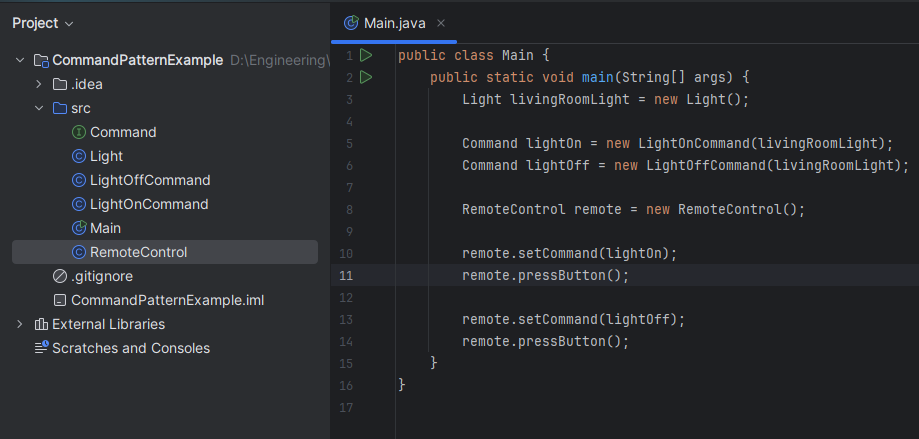 Project
CommandPatternExample D:\Engineering\
.idea
src
Command
Light
LightOffCommand
LightOnCommand
Main
RemoteControl
.gitignore
CommandPatternExample.iml
External Libraries
Scratches and Consoles
Main.java
1 public class Main {
2 public static void main(String[] args) {
3 Light livingRoomLight = new Light();
4
5 Command lightOn = new LightOnCommand(livingRoomLight);
6 Command lightOff = new LightOffCommand(livingRoomLight);
7
8 RemoteControl remote = new RemoteControl();
9
10 remote.setCommand(lightOn);
11 remote.pressButton();
12
13 remote.setCommand(lightOff);
14 remote.pressButton();
15 }
16 }
17